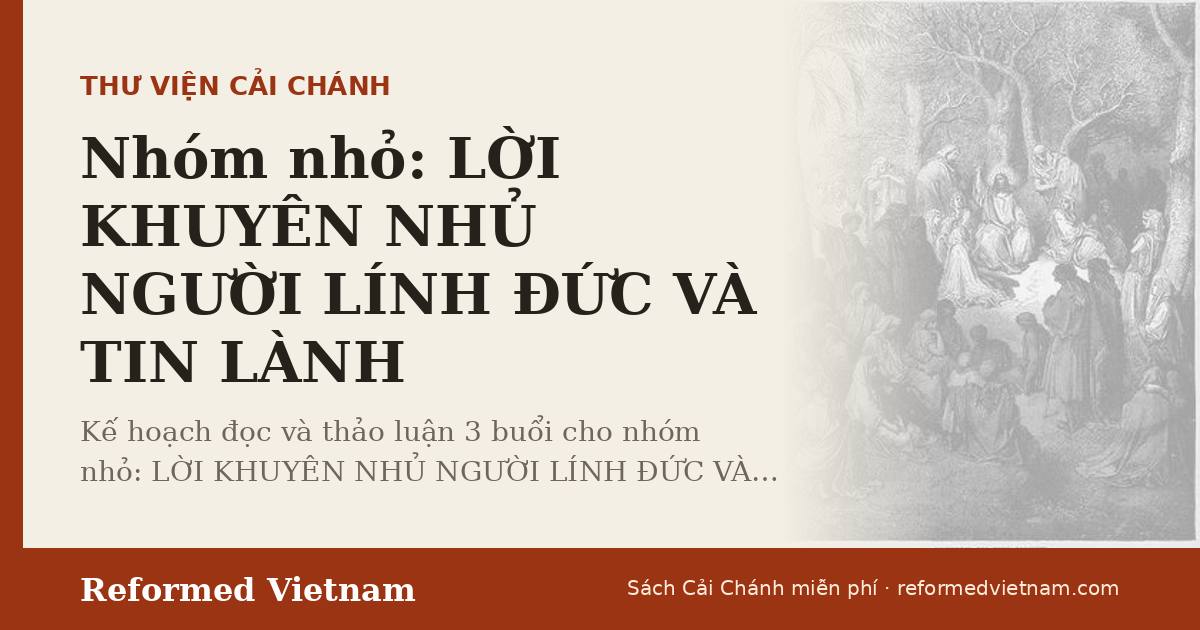 THƯ VIỆN CẢI CHÁNH
Nhóm nhỏ: LỜI
KHUYÊN NHỦ
NGƯỜI LÍNH ĐỨC VÀ
TIN LÀNH
Kế hoạch đọc và thảo luận 3 buổi cho nhóm
nhỏ: LỜI KHUYÊN NHỦ NGƯỜI LÍNH ĐỨC VÀ...
Reformed Vietnam
Sách Cải Chánh miễn phí · reformedvietnam.com